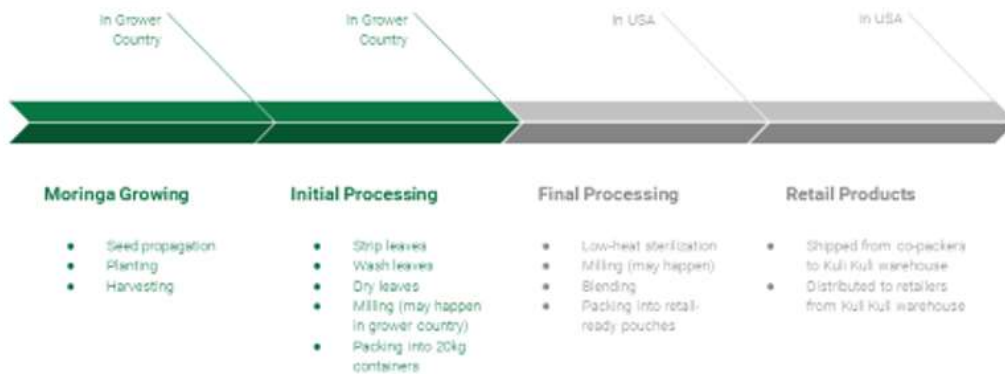 In Grower
Country
In Grower
Country
In USA
In USA
Moringa Growing
Seed propagation
Planting
Harvesting
Initial Processing
Strip leaves
Wash leaves
Dry leaves
Milling (may happen
in grower country)
Packing into 20kg
containers
Final Processing
Low-heat sterilization
Milling (may happen)
Blending
Packing into retail-
ready pouches
Retail Products
Shipped from co-packers
to Kuli Kuli warehouse
Distributed to retailers
from Kuli Kuli warehouse